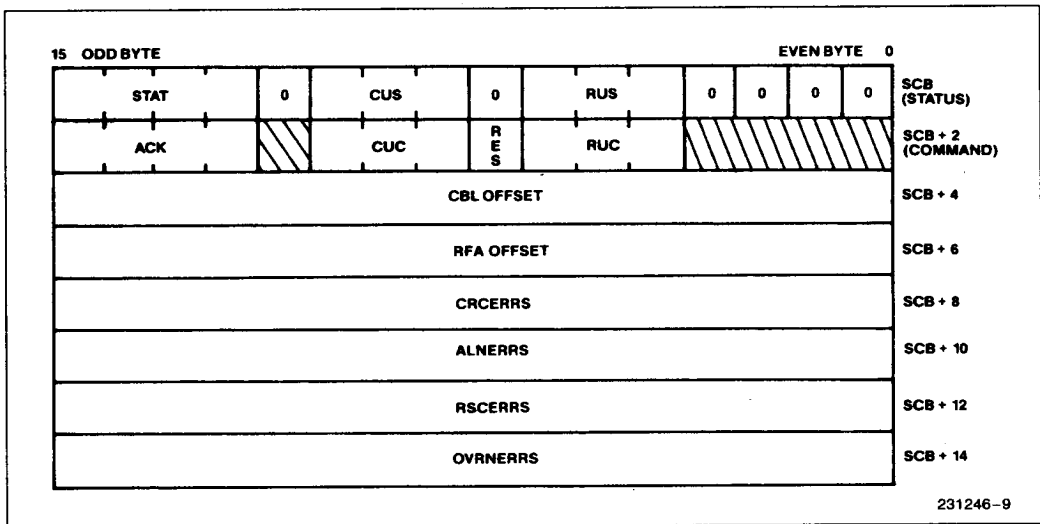 15 ODD BYTE EVEN BYTE 0
STAT 0 CUS 0 RUS 0 0 0 0 SCB (STATUS)
ACK CUC RES RUC SCB + 2 (COMMAND)
CBL OFFSET SCB + 4
RFA OFFSET SCB + 6
CRCERRS SCB + 8
ALNERRS SCB + 10
RSCERRS SCB + 12
OVRNERRS SCB + 14
231246-9